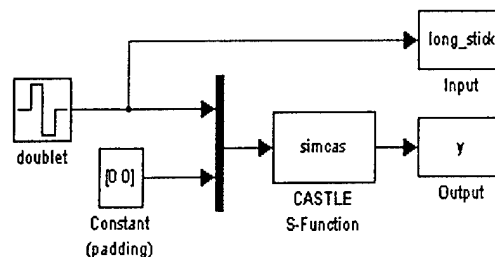 long_stick
Input
doublet
[0 0]
Constant
(padding)
simcas
CASTLE
S-Function
y
Output